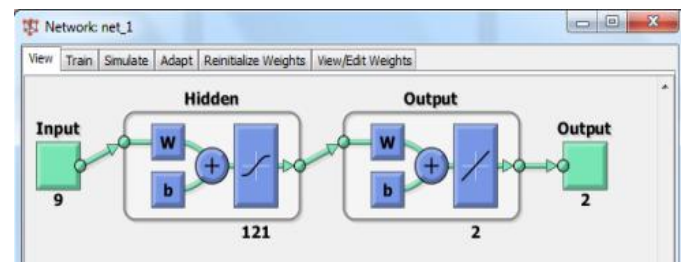 Network: net_1
View Train Simulate Adapt Reinitialize Weights View/Edit Weights
Hidden Output
Input Output
W W
+ +
b b
9 2
121 2